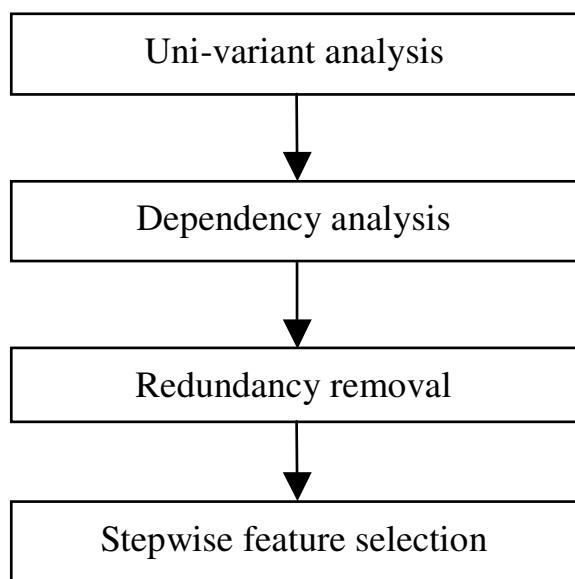 Uni-variant analysis
Dependency analysis
Redundancy removal
Stepwise feature selection